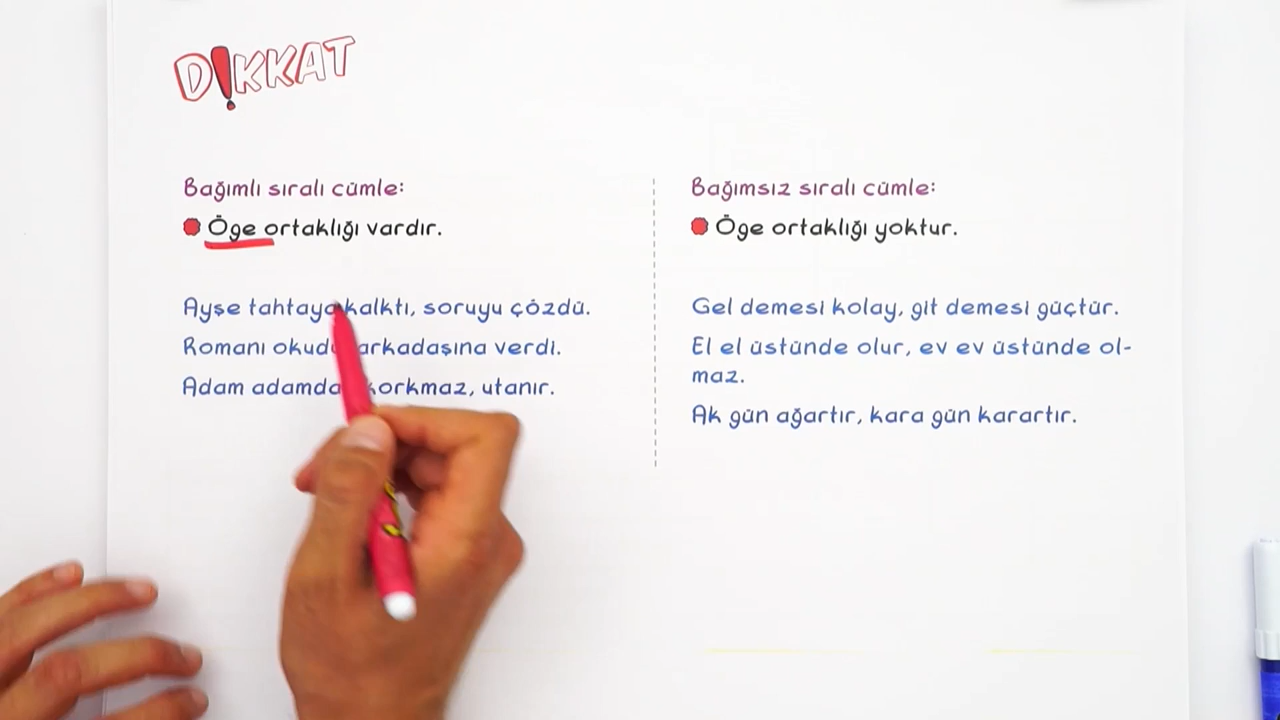 DİKKAT
Bağımlı sıralı cümle:
Öge ortaklığı vardır.
Ayşe tahtaya kalktı, soruyu çözdü.
Romanı arkadaşına verdi.
Adam korkmaz, utanır.
Bağımsız sıralı cümle:
Öge ortaklığı yoktur.
Gel demesi kolay, git demesi güçtür.
El el üstünde olur, ev ev üstünde ol-
maz.
Ak gün ağartır, kara gün karartır.